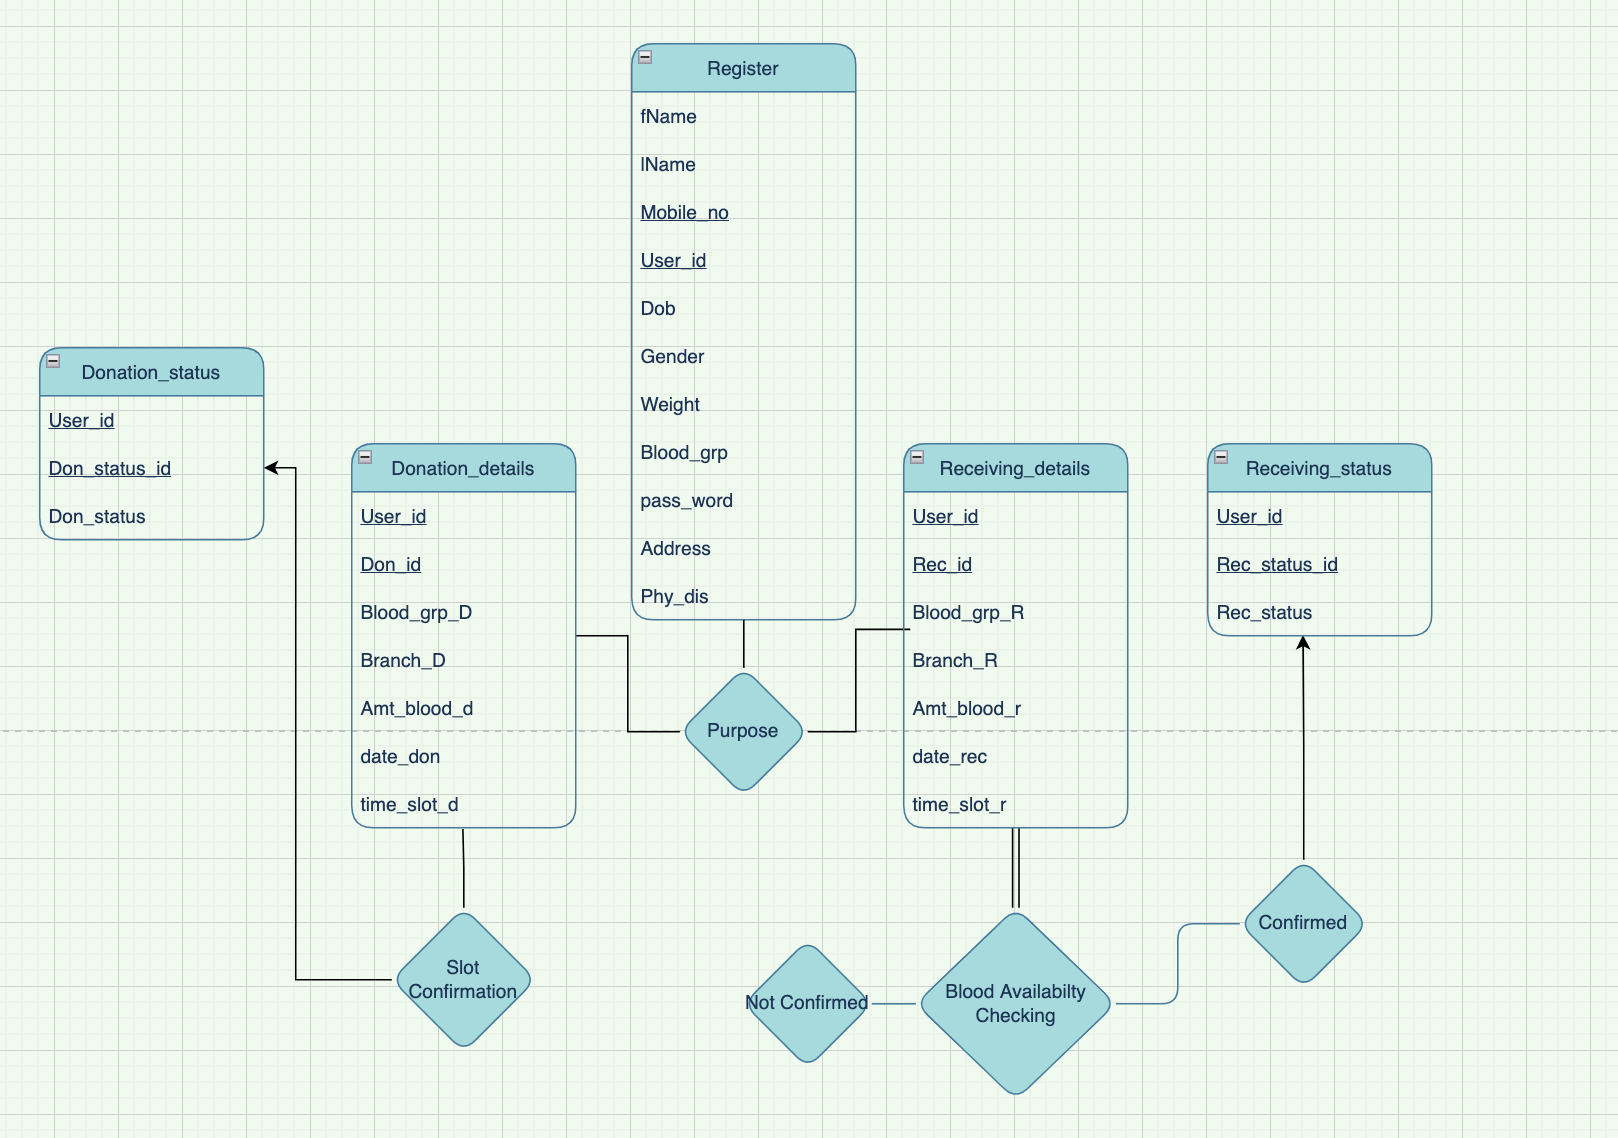 Register
fName
lName
Mobile_no
User_id
Dob
Gender
Weight
Blood_grp
pass_word
Address
Phy_dis
Donation_status
User_id
Don_status_id
Don_status
Donation_details
User_id
Don_id
Blood_grp_D
Branch_D
Amt_blood_d
date_don
time_slot_d
Receiving_details
User_id
Rec_id
Blood_grp_R
Branch_R
Amt_blood_r
date_rec
time_slot_r
Receiving_status
User_id
Rec_status_id
Rec_status
Purpose
Slot
Confirmation
Not Confirmed
Blood Availabilty
Checking
Confirmed